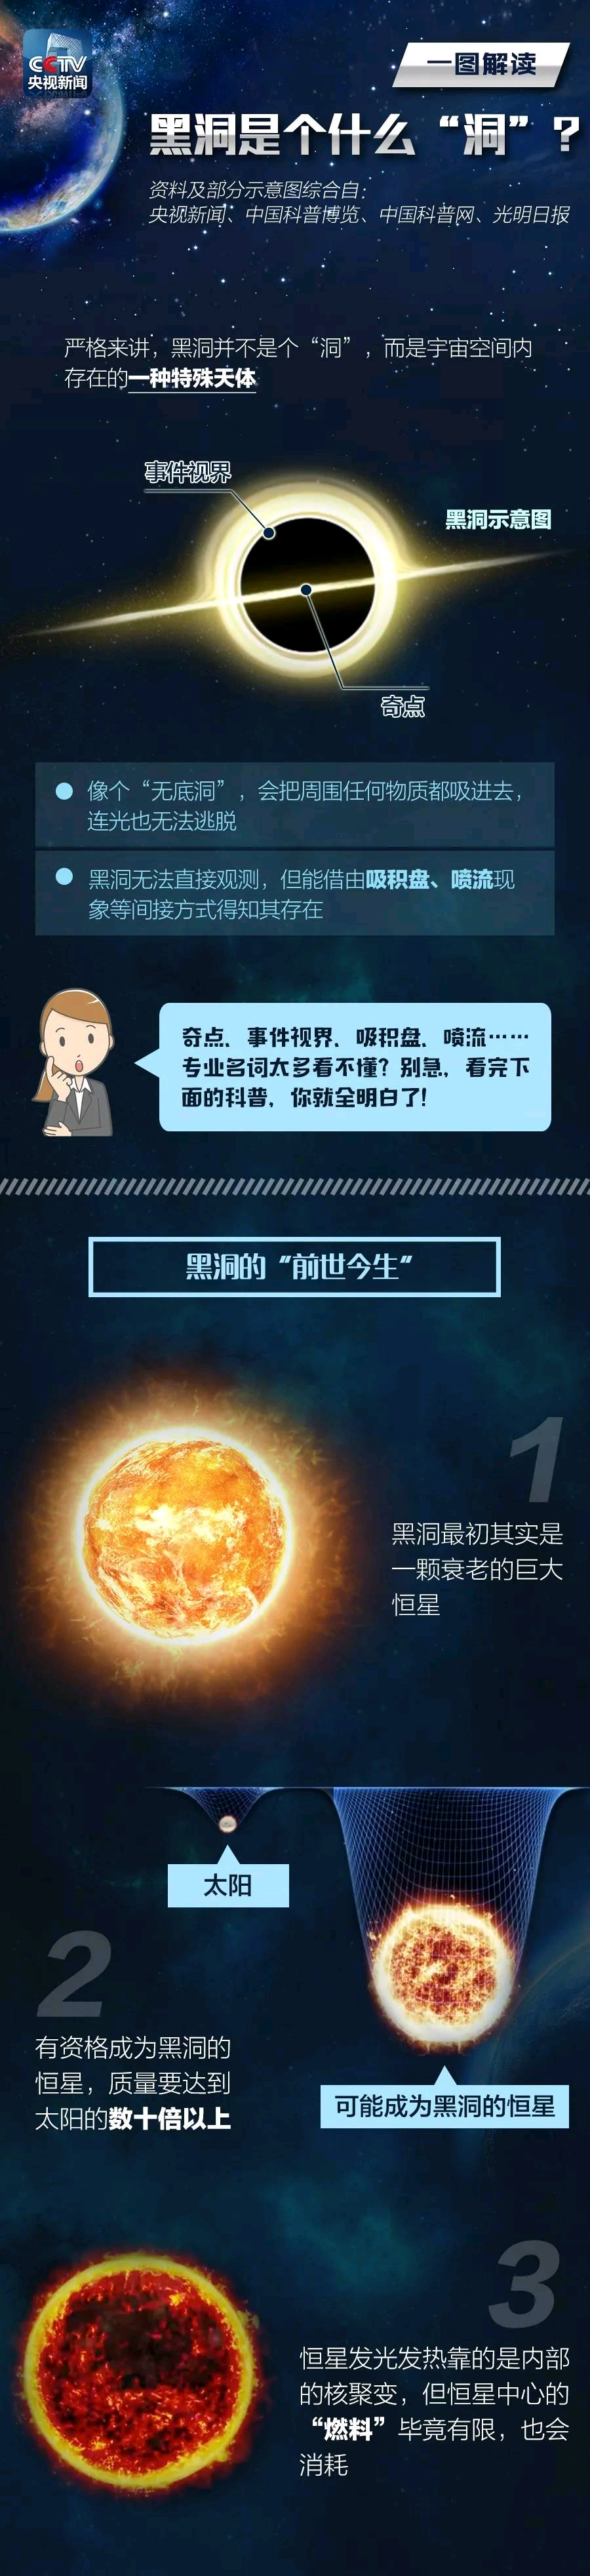 CCTV
央视新闻
一图解读
黑洞是个什么“洞”？
资料及部分示意图综合自：
央视新闻、中国科普博览、中国科普网、光明日报
严格来讲，黑洞并不是个“洞”，而是宇宙空间内
存在的一种特殊天体
事件视界
黑洞示意图
奇点
像个“无底洞”，会把周围任何物质都吸进去，
连光也无法逃脱
黑洞无法直接观测，但能借由吸积盘、喷流现
象等间接方式得知其存在
奇点、事件视界、吸积盘、喷流……
专业名词太多看不懂？别急，看完下
面的科普，你就全明白了！
黑洞的“前世今生”
1
黑洞最初其实是
一颗衰老的巨大
恒星
太阳
2
有资格成为黑洞的
恒星，质量要达到
太阳的数十倍以上
可能成为黑洞的恒星
3
恒星发光发热靠的是内部
的核聚变，但恒星中心的
“燃料”毕竟有限，也会
消耗